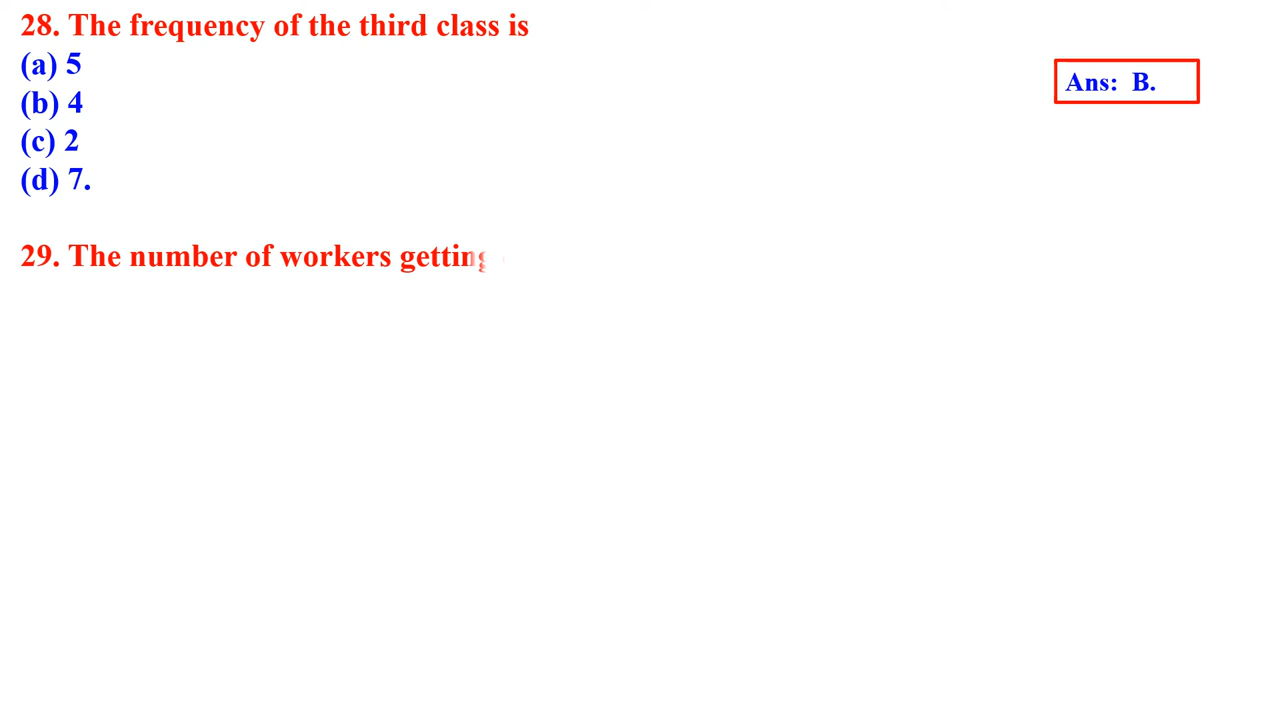 28. The frequency of the third class is
(a) 5
Ans: B.
(b) 4
(c) 2
(d) 7.
29. The number of workers getting